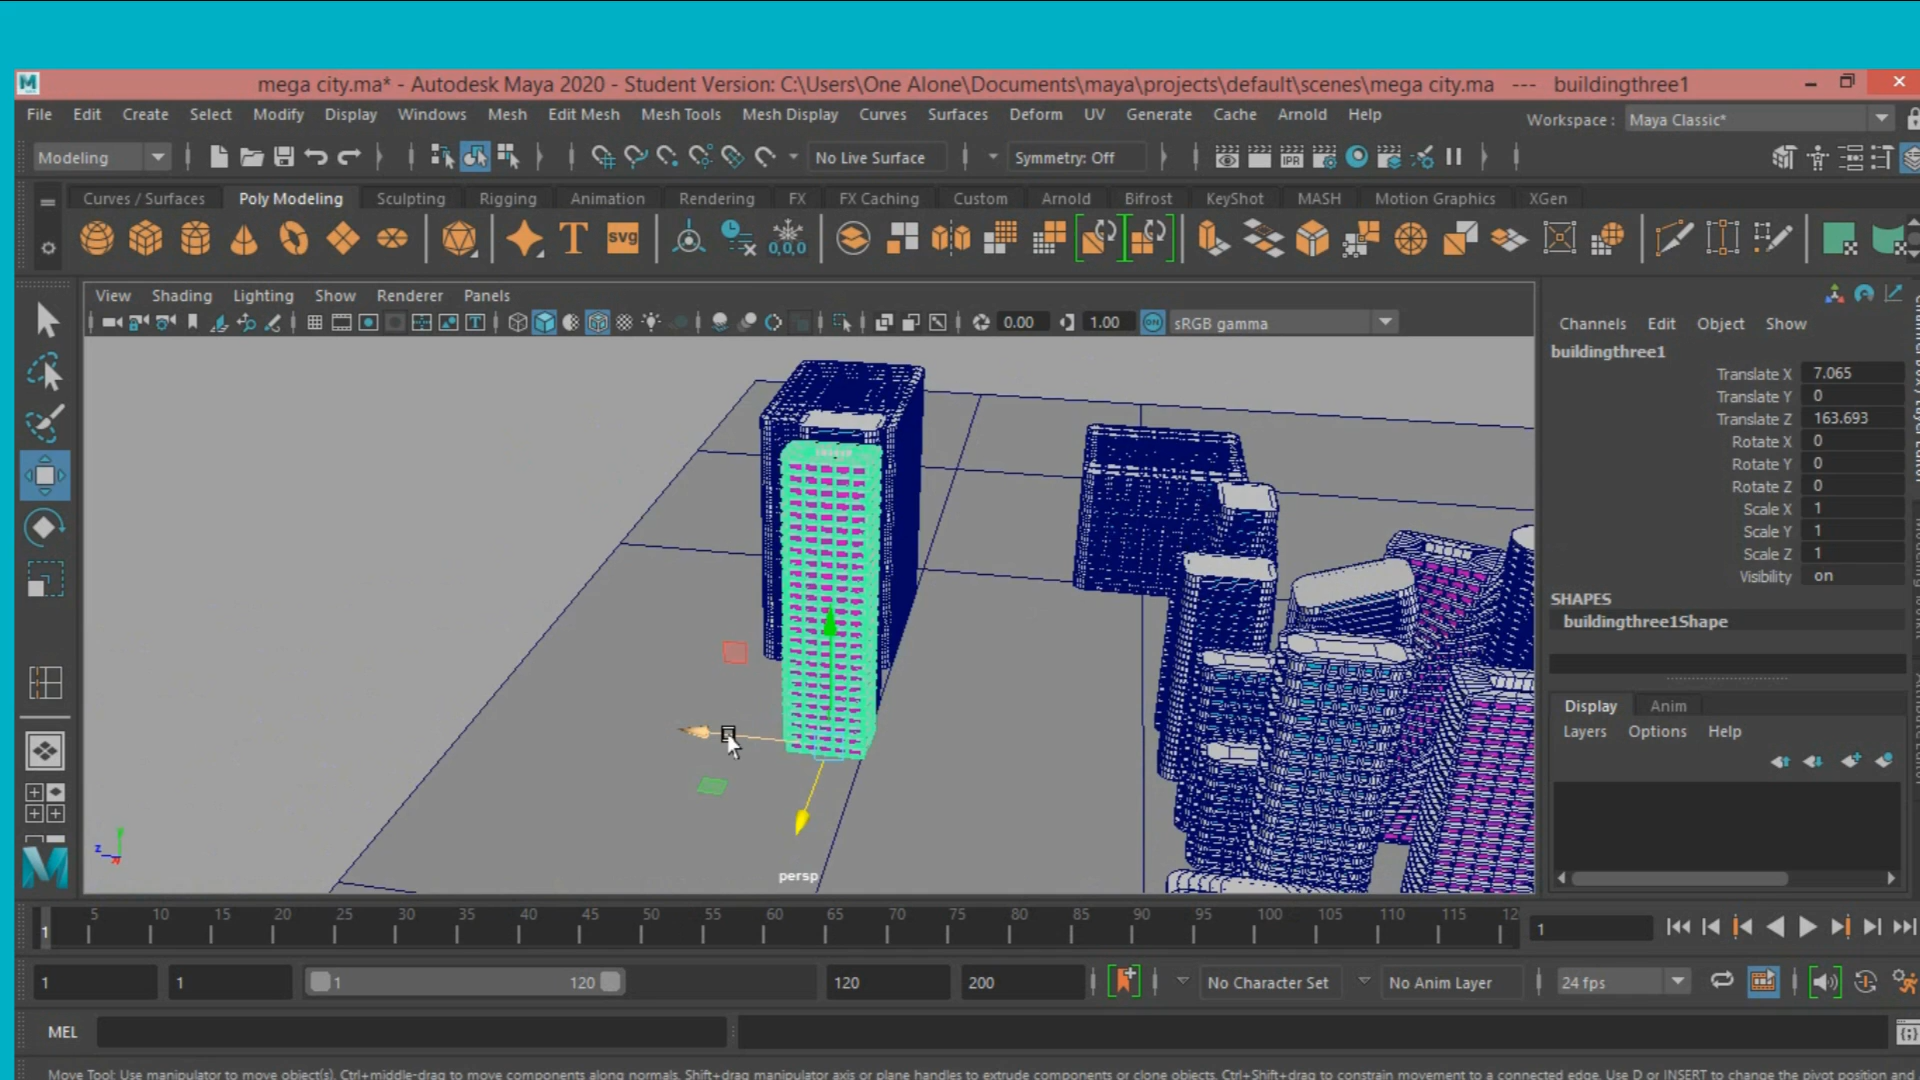 mega city.ma* - Autodesk Maya 2020 - Student Version: C:\Users\One Alone\Documents\maya\projects\default\scenes\mega city.ma --- buildingthree1
File Edit Create Select Modify Display Windows Mesh Edit Mesh Mesh Tools Mesh Display Curves Surfaces Deform UV Generate Cache Arnold Help Workspace : Maya Classic*
Modeling No Live Surface Symmetry: Off IPR
Curves / Surfaces Poly Modeling Sculpting Rigging Animation Rendering FX FX Caching Custom Arnold Bifrost KeyShot MASH Motion Graphics XGen
T svg 0,0,0
View Shading Lighting Show Renderer Panels
0.00 1.00 ON sRGB gamma
Channels Edit Object Show
buildingthree1
Translate X 7.065
Translate Y 0
Translate Z 163.693
Rotate X 0
Rotate Y 0
Rotate Z 0
Scale X 1
Scale Y 1
Scale Z 1
Visibility on
SHAPES
buildingthree1Shape
Display Anim
Layers Options Help
z
persp
5 10 15 20 25 30 35 40 45 50 55 60 65 70 75 80 85 90 95 100 105 110 115 12
1 1
1 1 1 120 120 200 No Character Set No Anim Layer 24 fps
MEL
Move Tool: Use manipulator to move object(s). Ctrl+middle-drag to move components along normals. Shift+drag manipulator axis or plane handles to extrude components or clone objects. Ctrl+Shift+drag to constrain movement to a connected edge. Use D or INSERT to change the pivot position and